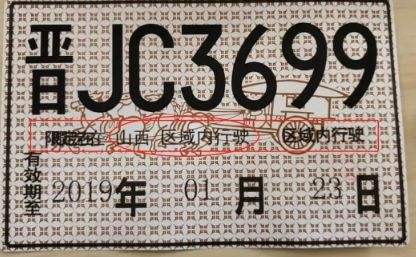 晋JC3699
限在 山西 区域内行驶 区域内行驶
有效期至 2019年 01 月 23日